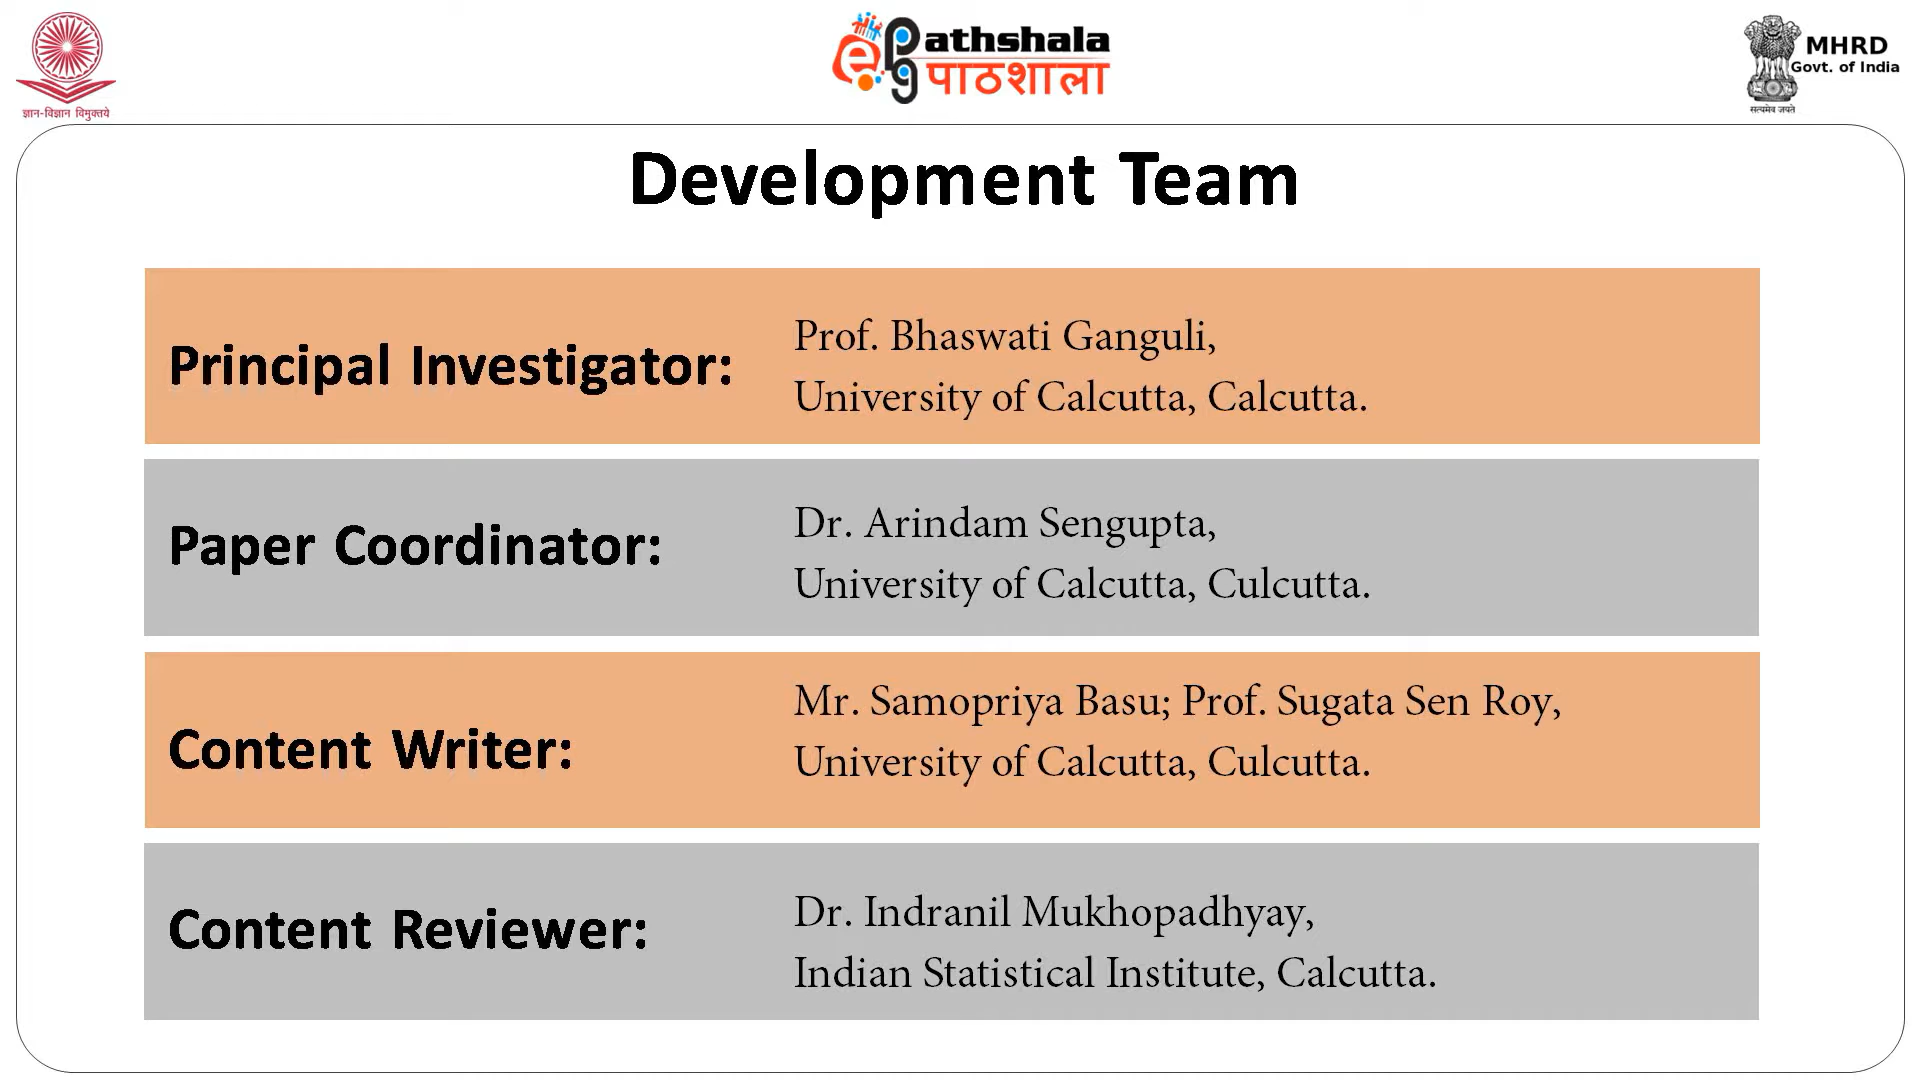 ज्ञान-विज्ञान विमुक्तये
ePathshala
पाठशाला
MHRD
Govt. of India
सत्यमेव जयते
Development Team
Principal Investigator:
Prof. Bhaswati Ganguli,
University of Calcutta, Calcutta.
Paper Coordinator:
Dr. Arindam Sengupta,
University of Calcutta, Culcutta.
Content Writer:
Mr. Samopriya Basu; Prof. Sugata Sen Roy,
University of Calcutta, Culcutta.
Content Reviewer:
Dr. Indranil Mukhopadhyay,
Indian Statistical Institute, Calcutta.